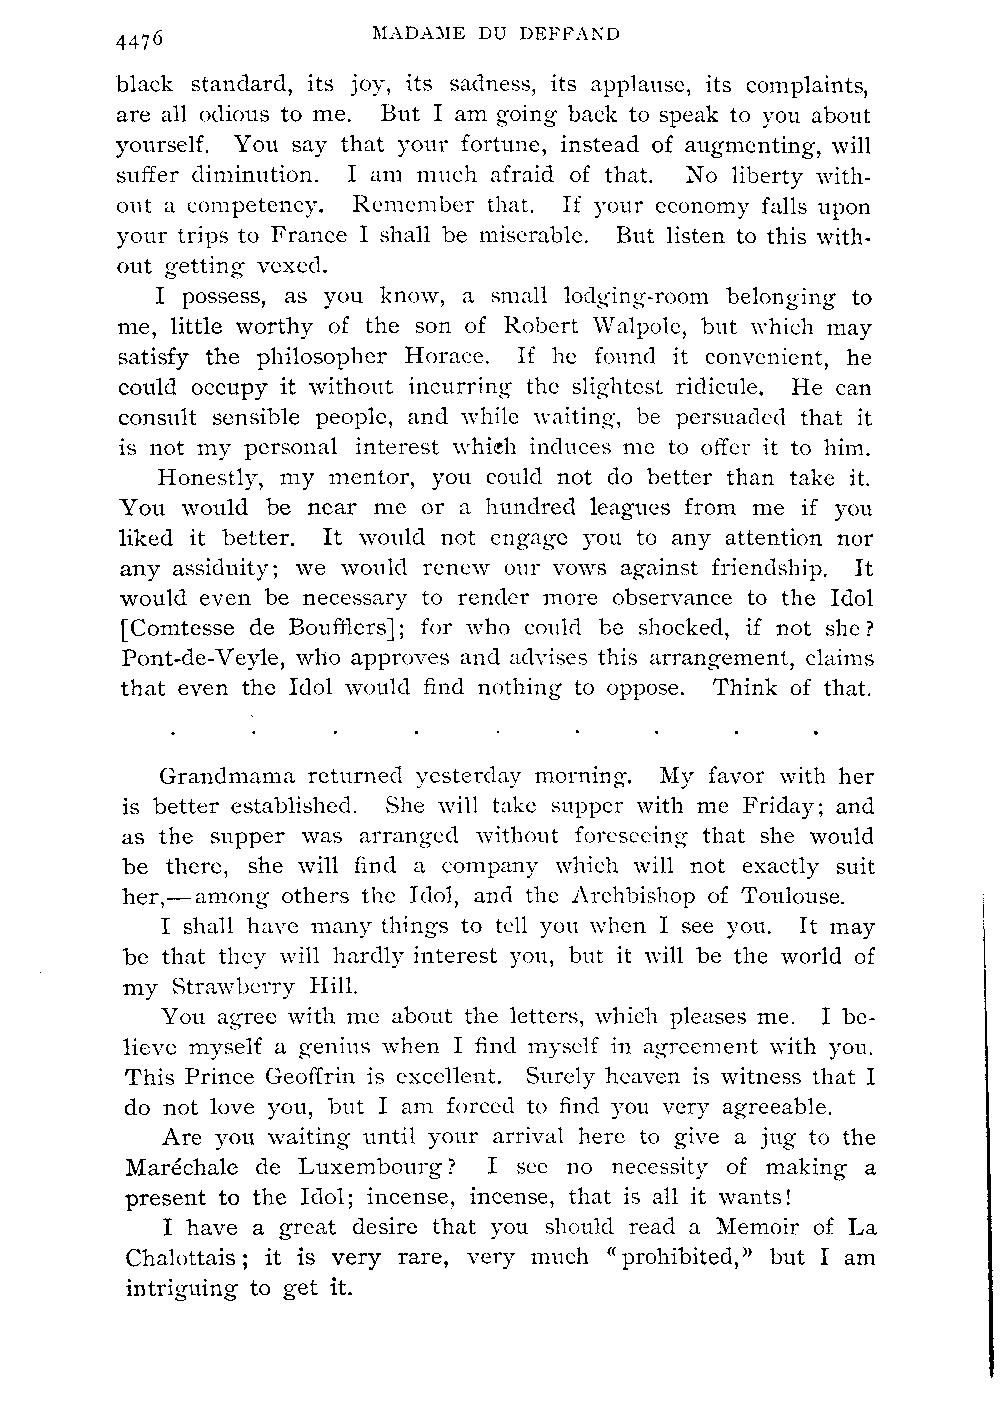 4476
MADAME DU DEFFAND
black standard, its joy, its sadness, its applause, its complaints,
are all odious to me. But I am going back to speak to you about
yourself. You say that your fortune, instead of augmenting, will
suffer diminution. I am much afraid of that. No liberty with-
out a competency. Remember that. If your economy falls upon
your trips to France I shall be miserable. But listen to this with-
out getting vexed.
I possess, as you know, a small lodging-room belonging to
me, little worthy of the son of Robert Walpole, but which may
satisfy the philosopher Horace. If he found it convenient, he
could occupy it without incurring the slightest ridicule. He can
consult sensible people, and while waiting, be persuaded that it
is not my personal interest which induces me to offer it to him.
Honestly, my mentor, you could not do better than take it.
You would be near me or a hundred leagues from me if you
liked it better. It would not engage you to any attention nor
any assiduity; we would renew our vows against friendship. It
would even be necessary to render more observance to the Idol
[Comtesse de Boufflers]; for who could be shocked, if not she?
Pont-de-Veyle, who approves and advises this arrangement, claims
that even the Idol would find nothing to oppose. Think of that.
. . . . . . . . .
Grandmama returned yesterday morning. My favor with her
is better established. She will take supper with me Friday; and
as the supper was arranged without foreseeing that she would
be there, she will find a company which will not exactly suit
her,—among others the Idol, and the Archbishop of Toulouse.
I shall have many things to tell you when I see you. It may
be that they will hardly interest you, but it will be the world of
my Strawberry Hill.
You agree with me about the letters, which pleases me. I be-
lieve myself a genius when I find myself in agreement with you.
This Prince Geoffrin is excellent. Surely heaven is witness that I
do not love you, but I am forced to find you very agreeable.
Are you waiting until your arrival here to give a jug to the
Maréchale de Luxembourg? I see no necessity of making a
present to the Idol; incense, incense, that is all it wants!
I have a great desire that you should read a Memoir of La
Chalottais; it is very rare, very much “prohibited,” but I am
intriguing to get it.